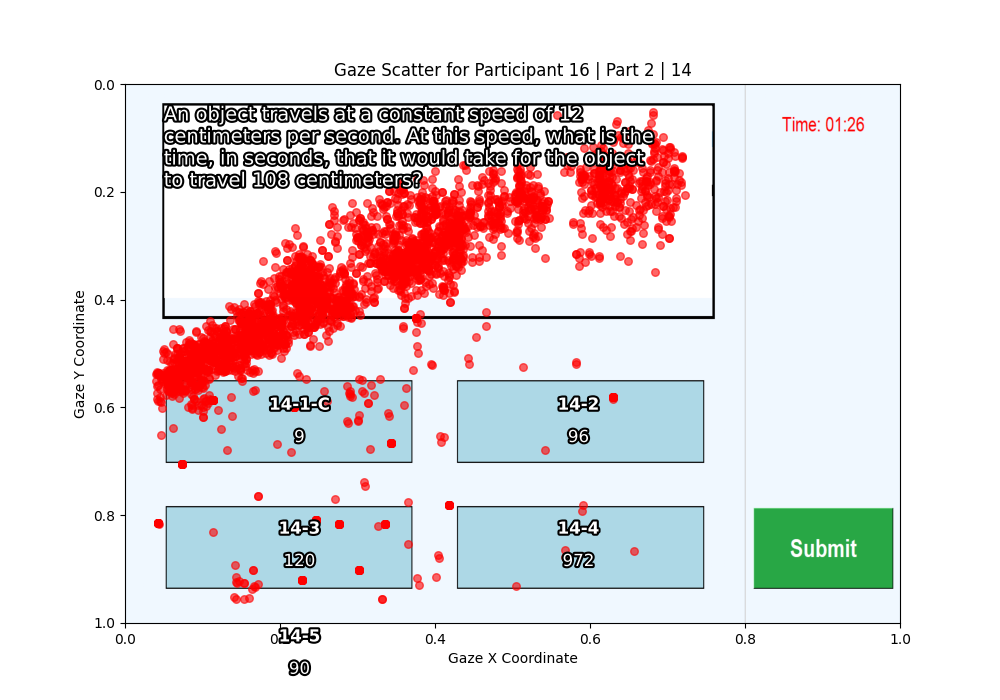 Gaze Scatter for Participant 16 | Part 2 | 14
An object travels at a constant speed of 12
centimeters per second. At this speed, what is the
time, in seconds, that it would take for the object
to travel 108 centimeters?
Time: 01:26
14-1-C
9
14-2
96
14-3
120
14-4
972
14-5
90
Submit
Gaze Y Coordinate
0.0
0.2
0.4
0.6
0.8
1.0
0.0 0.2 0.4 0.6 0.8 1.0
Gaze X Coordinate